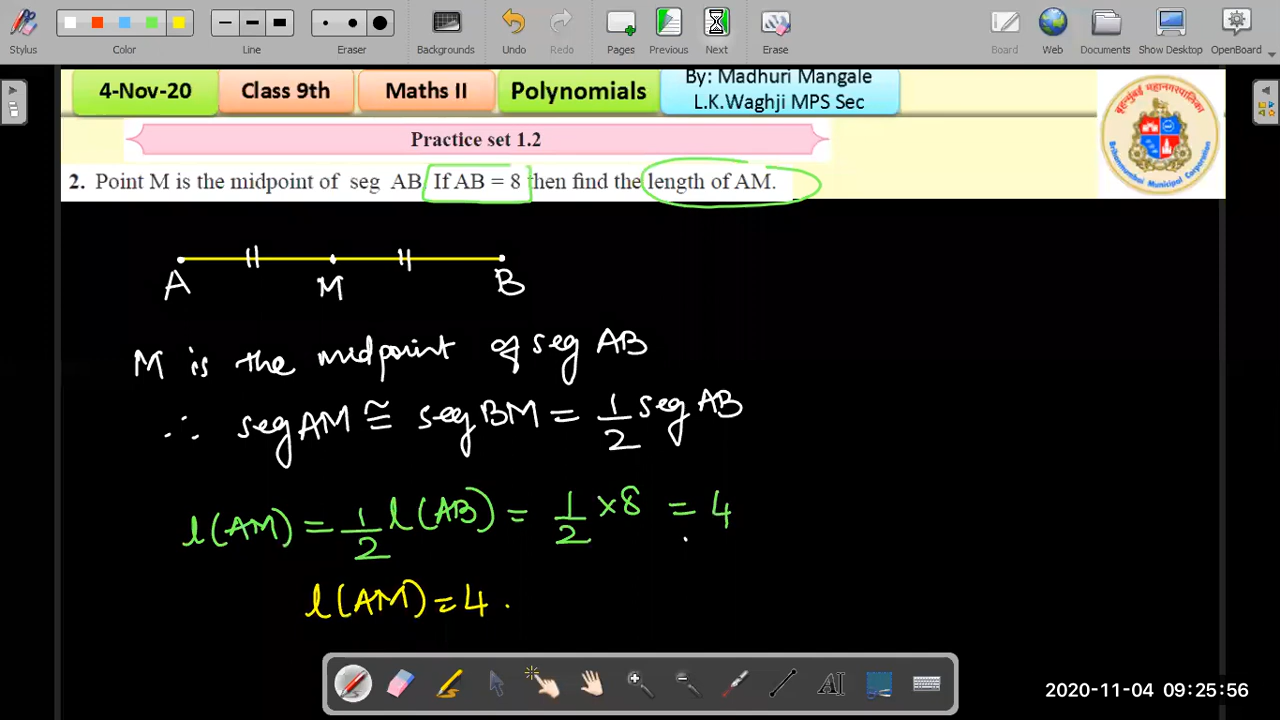 Stylus Color Line Eraser Backgrounds Undo Redo Pages Previous Next Erase Board Web Documents Show Desktop OpenBoard
4-Nov-20 Class 9th Maths II Polynomials By: Madhuri Mangale
L.K.Waghji MPS Sec
Practice set 1.2
2. Point M is the midpoint of seg AB If AB = 8 then find the length of AM.
A M B
M is the midpoint of seg AB
∴ seg AM ≅ seg BM = 1/2 seg AB
l(AM) = 1/2 l(AB) = 1/2 × 8 = 4
l(AM) = 4.
2020-11-04 09:25:56